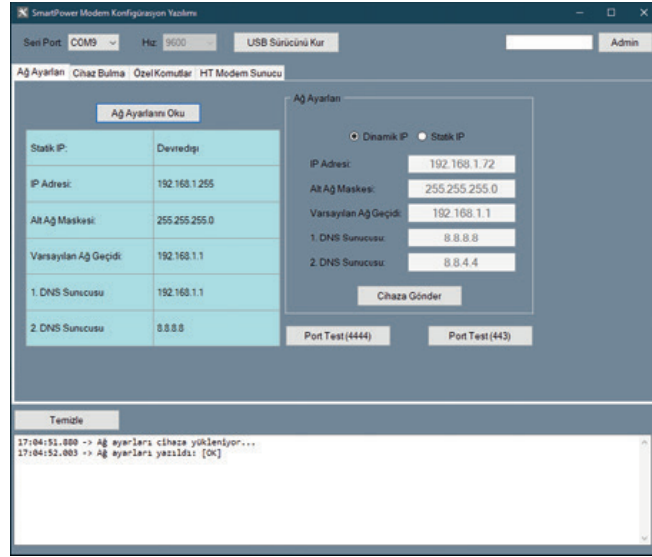 SmartPower Modem Konfigürasyon Yazılımı
Seri Port: COM9 Hız: 9600 USB Sürücünü Kur Admin
Ağ Ayarları Cihaz Bulma Özel Komutlar HT Modem Sunucu
Ağ Ayarlarını Oku
Statik IP: Devredışı
IP Adresi: 192.168.1.255
Alt Ağ Maskesi: 255.255.255.0
Varsayılan Ağ Geçidi: 192.168.1.1
1. DNS Sunucusu 192.168.1.1
2. DNS Sunucusu 8.8.8.8
Ağ Ayarları
Dinamik IP Statik IP
IP Adresi: 192.168.1.72
Alt Ağ Maskesi: 255.255.255.0
Varsayılan Ağ Geçidi: 192.168.1.1
1. DNS Sunucusu: 8.8.8.8
2. DNS Sunucusu: 8.8.4.4
Cihaza Gönder
Port Test (4444) Port Test (443)
Temizle
17:04:51.880 -> Ağ ayarları cihaza yükleniyor...
17:04:52.003 -> Ağ ayarları yazıldı: [OK]